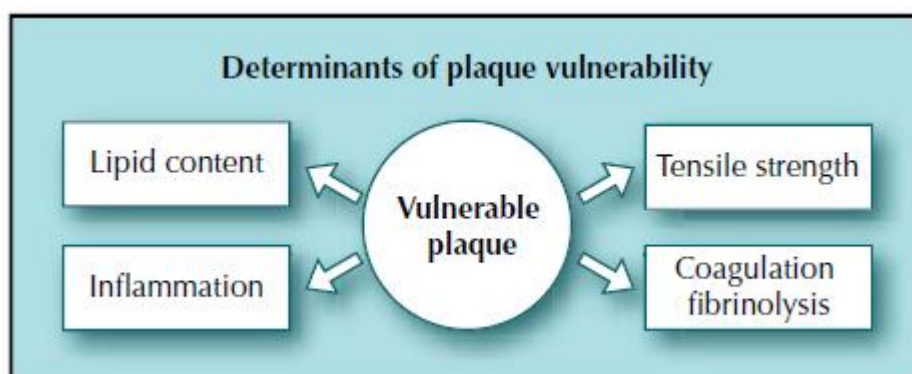 Determinants of plaque vulnerability
Lipid content
Inflammation
Vulnerable
plaque
Tensile strength
Coagulation
fibrinolysis